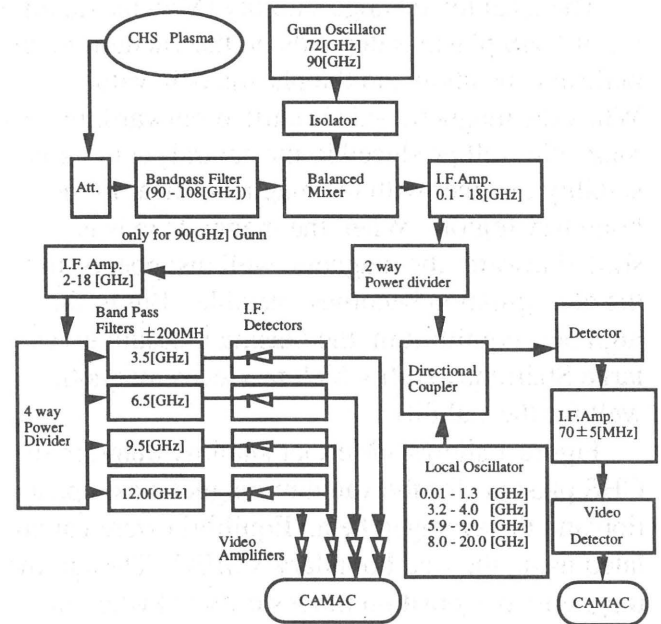 CHS Plasma
Gunn Oscillator
72[GHz]
90[GHz]
Isolator
Att.
Bandpass Filter
(90 - 108[GHz])
Balanced
Mixer
I.F.Amp.
0.1 - 18[GHz]
only for 90[GHz] Gunn
I.F. Amp.
2-18 [GHz]
2 way
Power divider
Band Pass
Filters
±200MH
I.F.
Detectors
4 way
Power
Divider
3.5[GHz]
6.5[GHz]
9.5[GHz]
12.0[GHz]
Video
Amplifiers
CAMAC
Directional
Coupler
Detector
I.F.Amp.
70±5[MHz]
Local Oscillator
0.01 - 1.3 [GHz]
3.2 - 4.0 [GHz]
5.9 - 9.0 [GHz]
8.0 - 20.0 [GHz]
Video
Detector
CAMAC